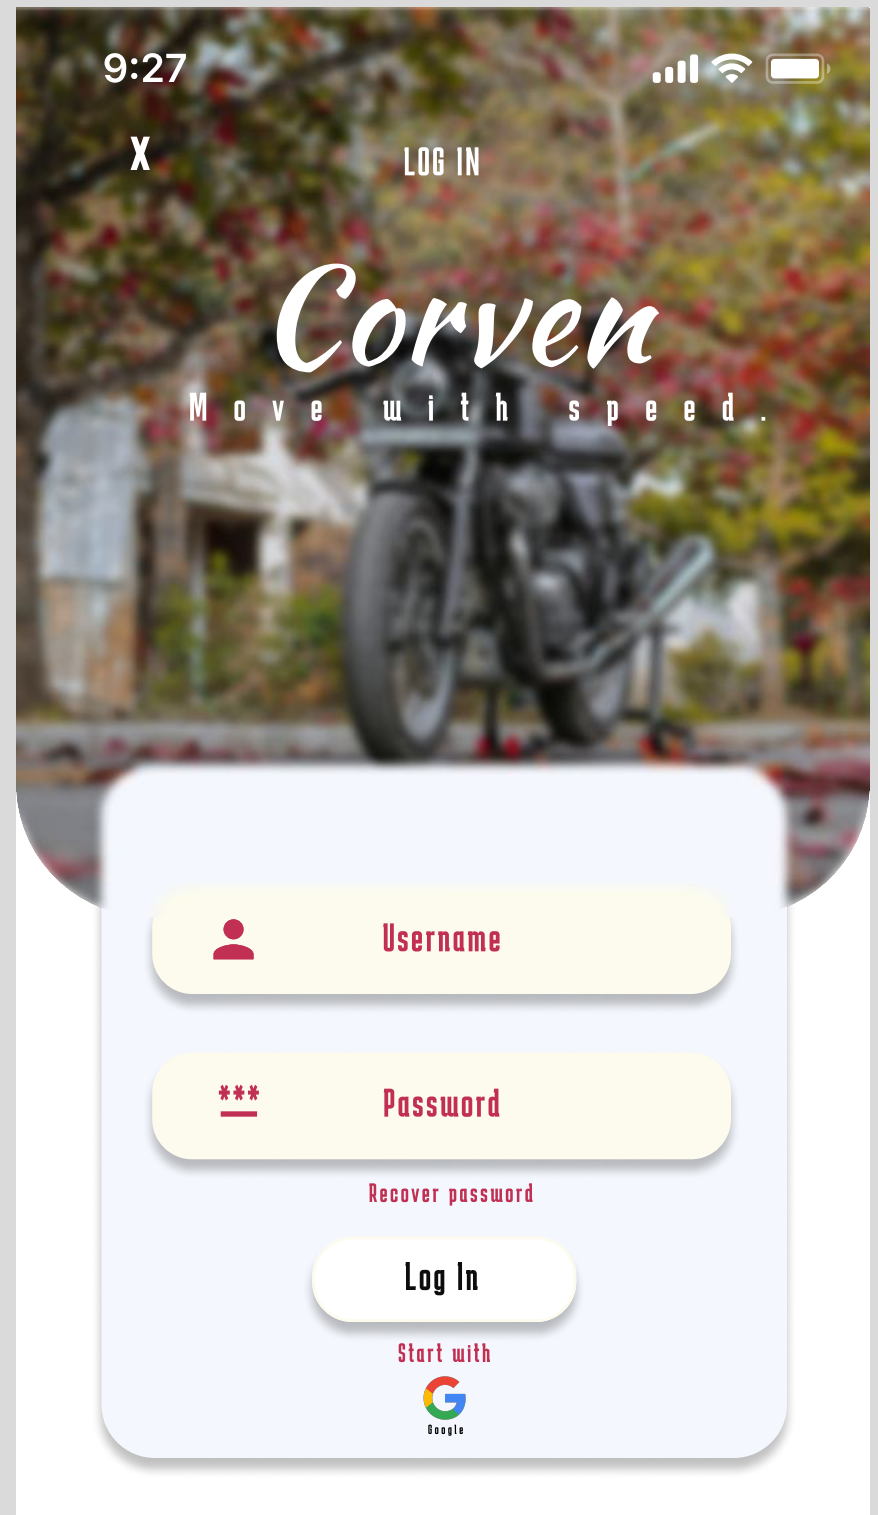 9:27
X
LOG IN
Corven
Move with speed.
Username
***
Password
Recover password
Log In
Start with
Google